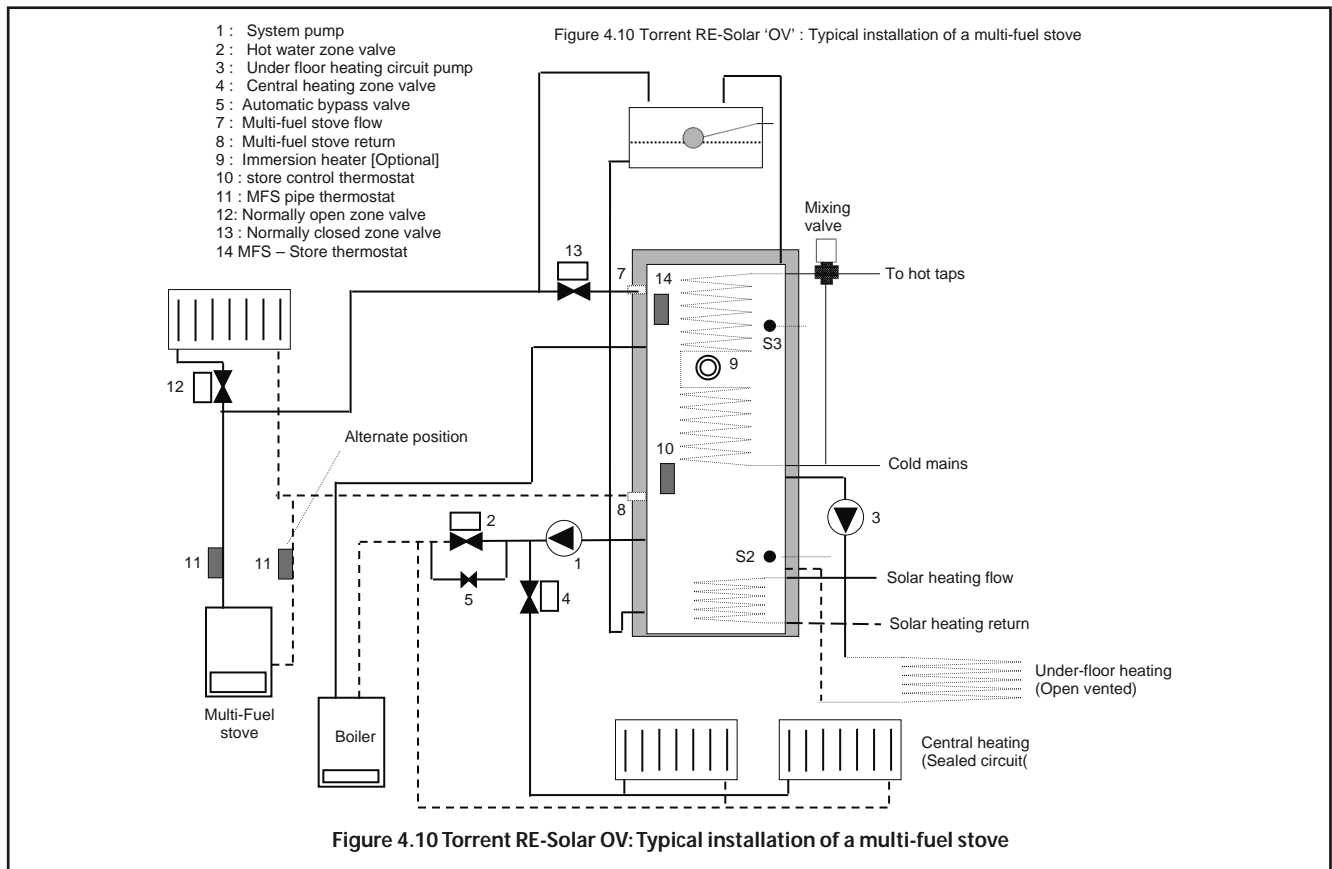 1 : System pump
2 : Hot water zone valve
3 : Under floor heating circuit pump
4 : Central heating zone valve
5 : Automatic bypass valve
7 : Multi-fuel stove flow
8 : Multi-fuel stove return
9 : Immersion heater [Optional]
10 : store control thermostat
11 : MFS pipe thermostat
12: Normally open zone valve
13 : Normally closed zone valve
14 MFS – Store thermostat
Figure 4.10 Torrent RE-Solar ‘OV’ : Typical installation of a multi-fuel stove
Mixing
valve
13
7
14
To hot taps
S3
9
12
Alternate position
10
Cold mains
8
2
3
1
11
11
S2
5
4
Solar heating flow
Solar heating return
Under-floor heating
(Open vented)
Multi-Fuel
stove
Boiler
Central heating
(Sealed circuit(
Figure 4.10 Torrent RE-Solar OV: Typical installation of a multi-fuel stove